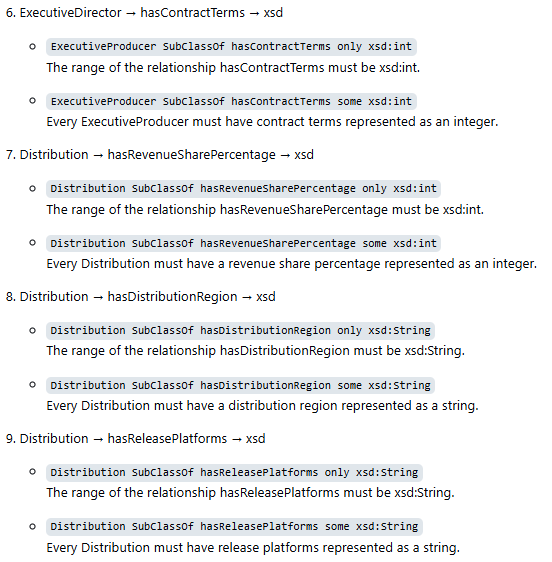 6. ExecutiveDirector → hasContractTerms → xsd
ExecutiveProducer SubClassOf hasContractTerms only xsd:int
The range of the relationship hasContractTerms must be xsd:int.
ExecutiveProducer SubClassOf hasContractTerms some xsd:int
Every ExecutiveProducer must have contract terms represented as an integer.
7. Distribution → hasRevenueSharePercentage → xsd
Distribution SubClassOf hasRevenueSharePercentage only xsd:int
The range of the relationship hasRevenueSharePercentage must be xsd:int.
Distribution SubClassOf hasRevenueSharePercentage some xsd:int
Every Distribution must have a revenue share percentage represented as an integer.
8. Distribution → hasDistributionRegion → xsd
Distribution SubClassOf hasDistributionRegion only xsd:String
The range of the relationship hasDistributionRegion must be xsd:String.
Distribution SubClassOf hasDistributionRegion some xsd:String
Every Distribution must have a distribution region represented as a string.
9. Distribution → hasReleasePlatforms → xsd
Distribution SubClassOf hasReleasePlatforms only xsd:String
The range of the relationship hasReleasePlatforms must be xsd:String.
Distribution SubClassOf hasReleasePlatforms some xsd:String
Every Distribution must have release platforms represented as a string.